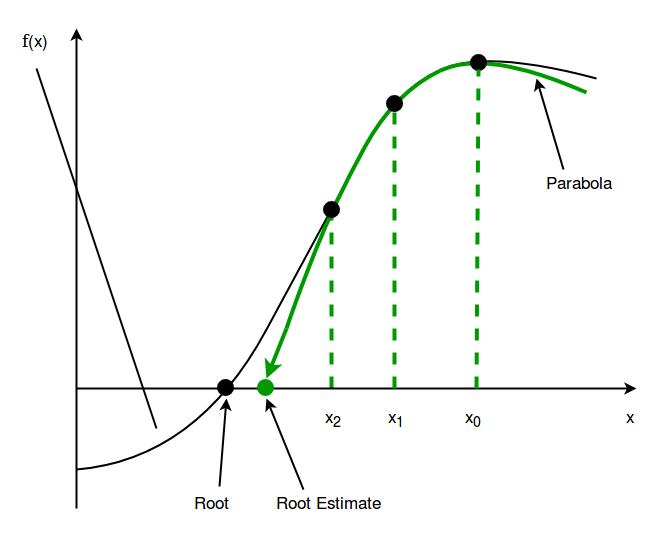 f(x)
Parabola
x2 x1 x0 x
Root Root Estimate